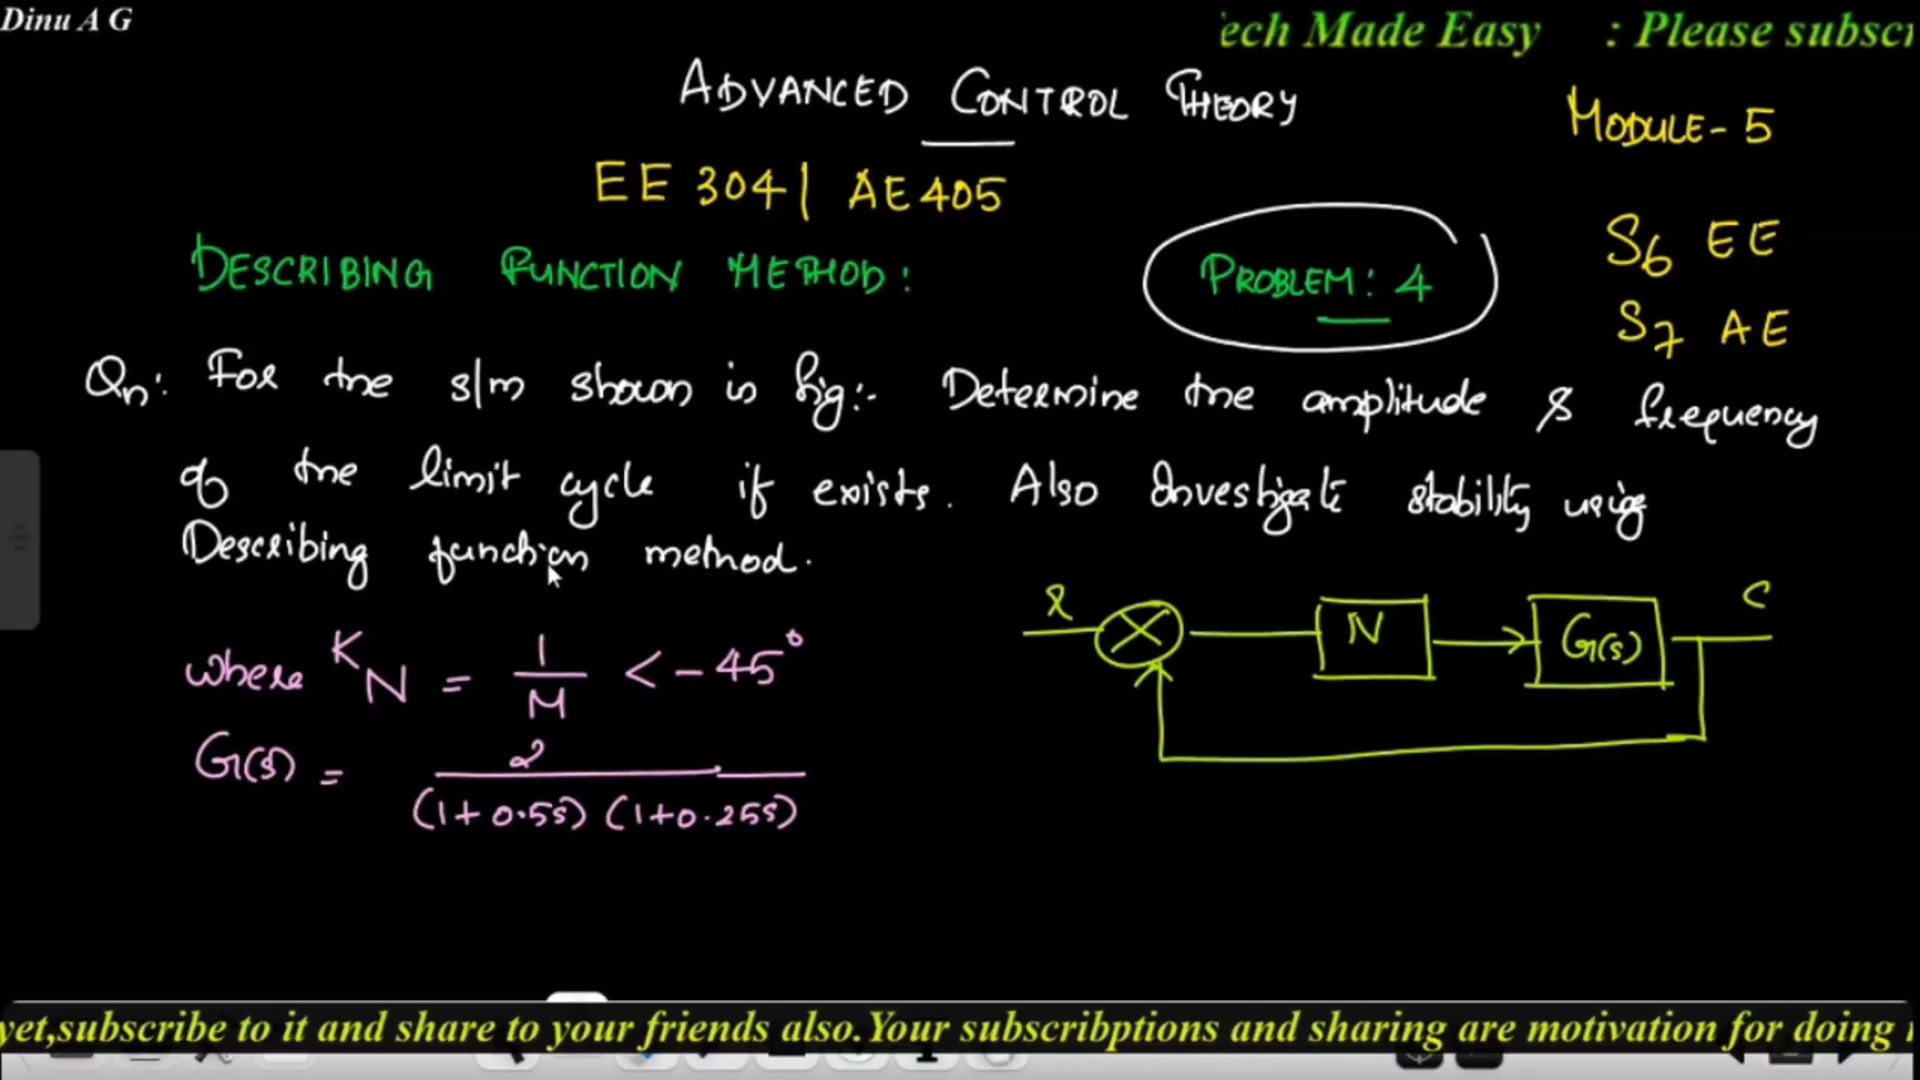 Dinu A G
ech Made Easy : Please subscr
ADVANCED CONTROL THEORY
MODULE - 5
EE 304 | AE 405
S6 EE
DESCRIBING FUNCTION METHOD :
PROBLEM : 4
S7 AE
Qn: For the s/m shown in fig:- Determine the amplitude & frequency
of the limit cycle if exists. Also Investigate stability using
Describing function method.
R
N
G(s)
C
where KN = 1/M < -45°
G(s) = 2
(1+0.5s) (1+0.25s)
yet,subscribe to it and share to your friends also.Your subscribptions and sharing are motivation for doing